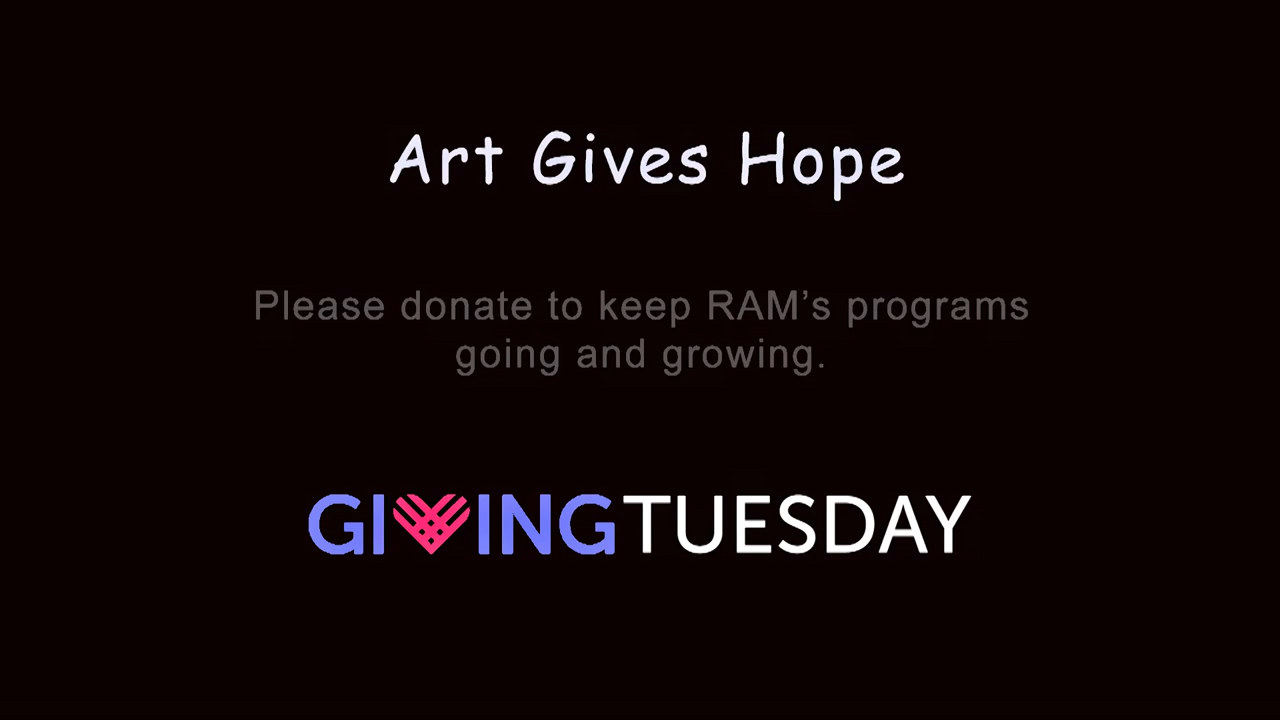 Art Gives Hope
Please donate to keep RAM’s programs
going and growing.
GIVINGTUESDAY